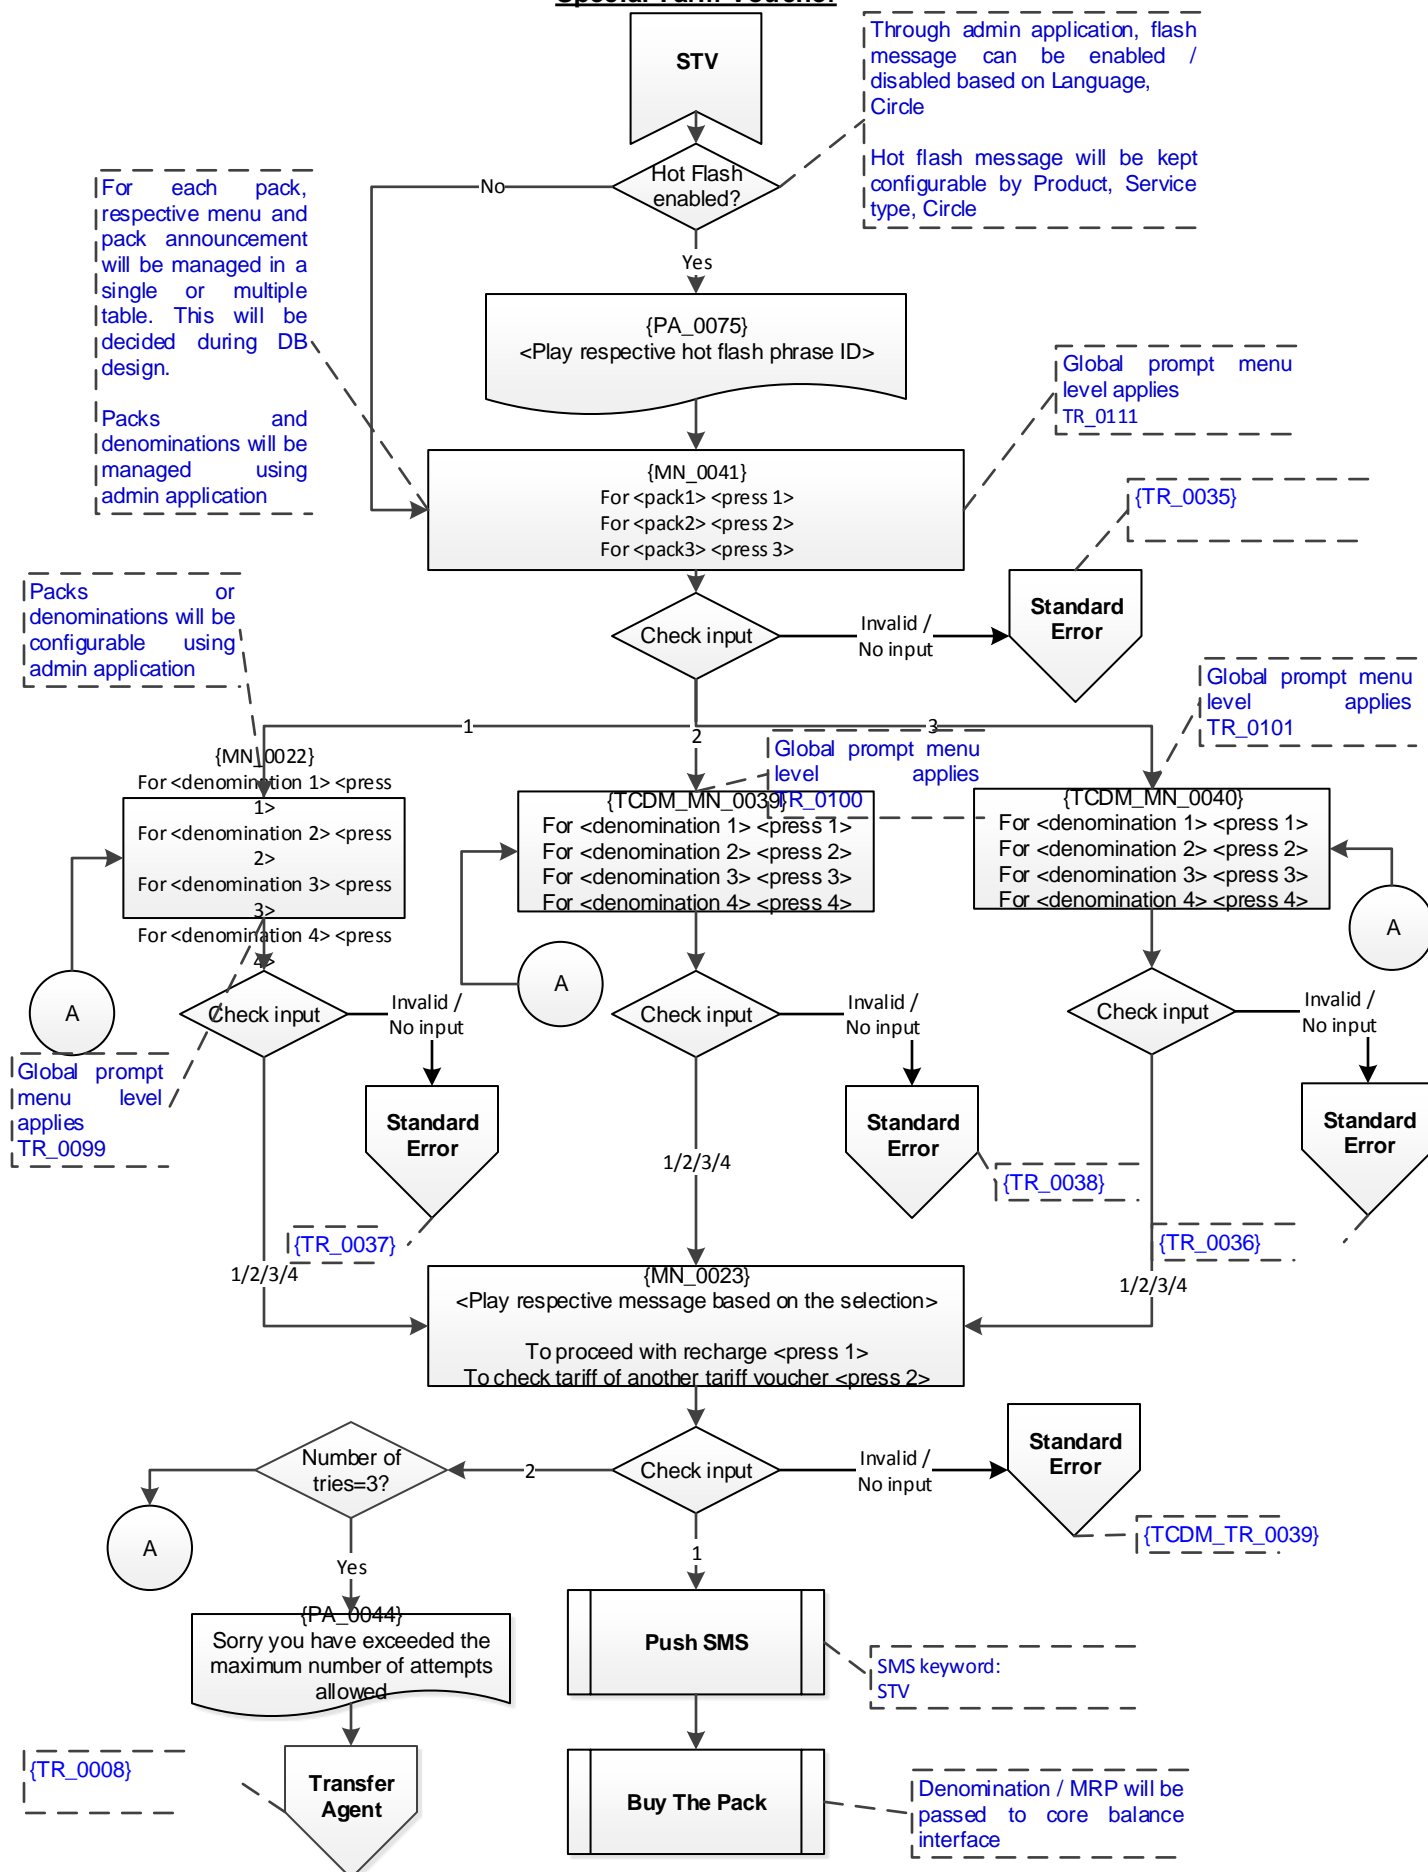 Special Tariff Voucher
STV
Through admin application, flash
message can be enabled /
disabled based on Language,
Circle
Hot flash message will be kept
configurable by Product, Service
type, Circle
Hot Flash
enabled?
No
Yes
For each pack,
respective menu and
pack announcement
will be managed in a
single or multiple
table. This will be
decided during DB
design.
Packs and
denominations will be
managed using
admin application
{PA_0075}
<Play respective hot flash phrase ID>
Global prompt menu
level applies
TR_0111
{MN_0041}
For <pack1> <press 1>
For <pack2> <press 2>
For <pack3> <press 3>
{TR_0035}
Packs or
denominations will be
configurable using
admin application
Check input
Invalid /
No input
Standard
Error
Global prompt menu
level applies
TR_0101
1
2
3
Global prompt menu
level applies
TR_0100
{MN_0022}
For <denomination 1> <press
1>
For <denomination 2> <press
2>
For <denomination 3> <press
3>
For <denomination 4> <press
4>
{TCDM_MN_0039}
For <denomination 1> <press 1>
For <denomination 2> <press 2>
For <denomination 3> <press 3>
For <denomination 4> <press 4>
{TCDM_MN_0040}
For <denomination 1> <press 1>
For <denomination 2> <press 2>
For <denomination 3> <press 3>
For <denomination 4> <press 4>
A
A
A
Check input
Invalid /
No input
Check input
Invalid /
No input
Check input
Invalid /
No input
Global prompt
menu level
applies
TR_0099
Standard
Error
Standard
Error
Standard
Error
1/2/3/4
{TR_0038}
{TR_0037}
{TR_0036}
1/2/3/4
1/2/3/4
{MN_0023}
<Play respective message based on the selection>
To proceed with recharge <press 1>
To check tariff of another tariff voucher <press 2>
Number of
tries=3?
2
Check input
Invalid /
No input
Standard
Error
{TCDM_TR_0039}
A
Yes
1
{PA_0044}
Sorry you have exceeded the
maximum number of attempts
allowed
Push SMS
SMS keyword:
STV
{TR_0008}
Transfer
Agent
Buy The Pack
Denomination / MRP will be
passed to core balance
interface